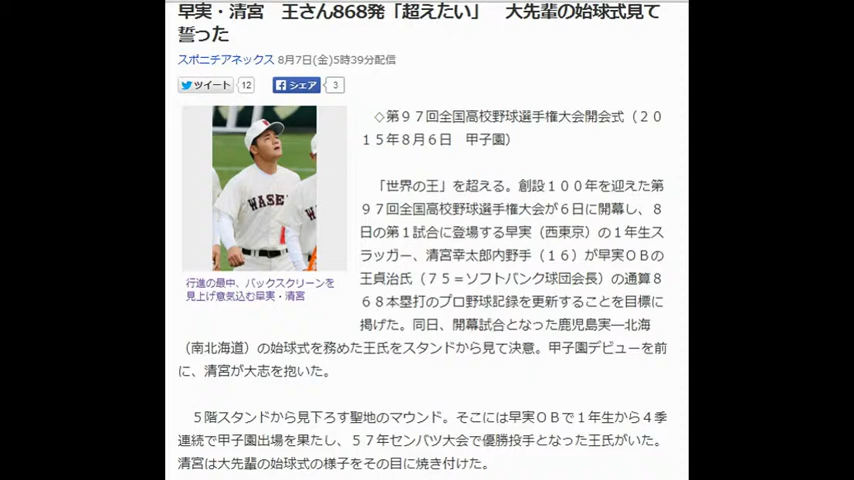 早実・清宮　王さん868発「超えたい」　大先輩の始球式見て
誓った
スポニチアネックス 8月7日(金)5時39分配信
ツイート 12 シェア 3
◇第９７回全国高校野球選手権大会開会式（２０
１５年８月６日　甲子園）
WASE
行進の最中、バックスクリーンを
見上げ意気込む早実・清宮
「世界の王」を超える。創設１００年を迎えた第
９７回全国高校野球選手権大会が６日に開幕し、８
日の第１試合に登場する早実（西東京）の１年生ス
ラッガー、清宮幸太郎内野手（１６）が早実ＯＢの
王貞治氏（７５＝ソフトバンク球団会長）の通算８
６８本塁打のプロ野球記録を更新することを目標に
掲げた。同日、開幕試合となった鹿児島実―北海
（南北海道）の始球式を務めた王氏をスタンドから見て決意。甲子園デビューを前
に、清宮が大志を抱いた。
５階スタンドから見下ろす聖地のマウンド。そこには早実ＯＢで１年生から４季
連続で甲子園出場を果たし、５７年センバツ大会で優勝投手となった王氏がいた。
清宮は大先輩の始球式の様子をその目に焼き付けた。